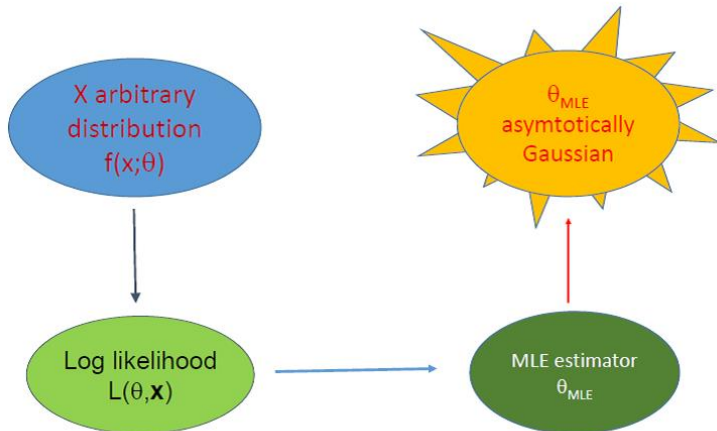 X arbitrary
distribution
f(x;θ)
θMLE
asymtotically
Gaussian
Log likelihood
L(θ,x)
MLE estimator
θMLE